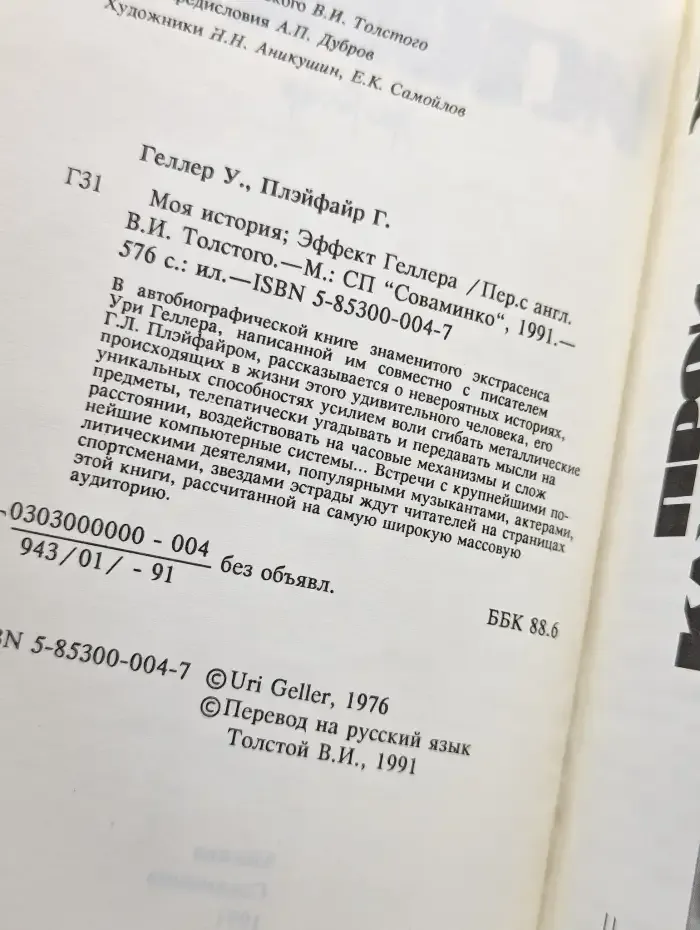 В.И. Толстого
предисловия А.П. Дубров
Художники Н.Н. Аникушин, Е.К. Самойлов
Геллер У., Плэйфайр Г.
Г31
Моя история; Эффект Геллера /Пер.с англ.
В.И. Толстого.—М.: СП "Соваминко", 1991.—
576 с.: ил.—ISBN 5-85300-004-7
В автобиографической книге знаменитого экстрасенса
Ури Геллера, написанной им совместно с писателем
Г.Л. Плэйфайром, рассказывается о невероятных историях,
происходящих в жизни этого удивительного человека, его
уникальных способностях усилием воли сгибать металлические
предметы, телепатически угадывать и передавать мысли на
расстоянии, воздействовать на часовые механизмы и слож
нейшие компьютерные системы... Встречи с крупнейшими по-
литическими деятелями, популярными музыкантами, актерами,
спортсменами, звездами эстрады ждут читателей на страницах
этой книги, рассчитанной на самую широкую массовую
аудиторию.
0303000000 - 004
943/01/ - 91
без объявл.
ББК 88.6
ISBN 5-85300-004-7
©Uri Geller, 1976
©Перевод на русский язык
Толстой В.И., 1991